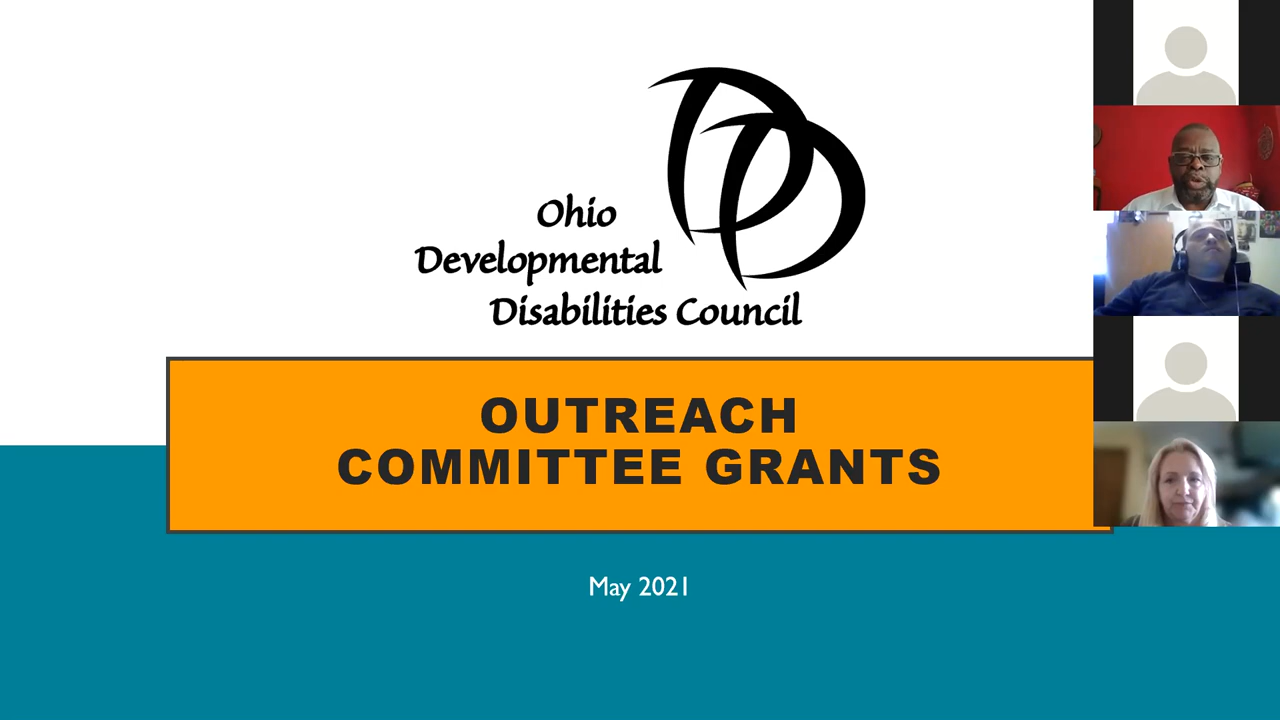 Ohio
Developmental
Disabilities Council
OUTREACH
COMMITTEE GRANTS
May 2021